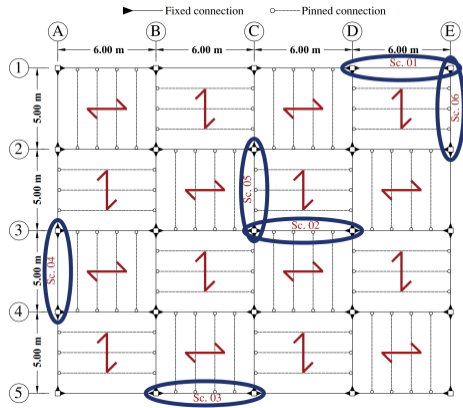 Fixed connection
Pinned connection
A B C D E
6.00 m 6.00 m 6.00 m 6.00 m
1
Sc. 01
5.00 m
Sc. 06
2
5.00 m
Sc. 05
3
Sc. 02
5.00 m
Sc. 04
4
5.00 m
5
Sc. 03